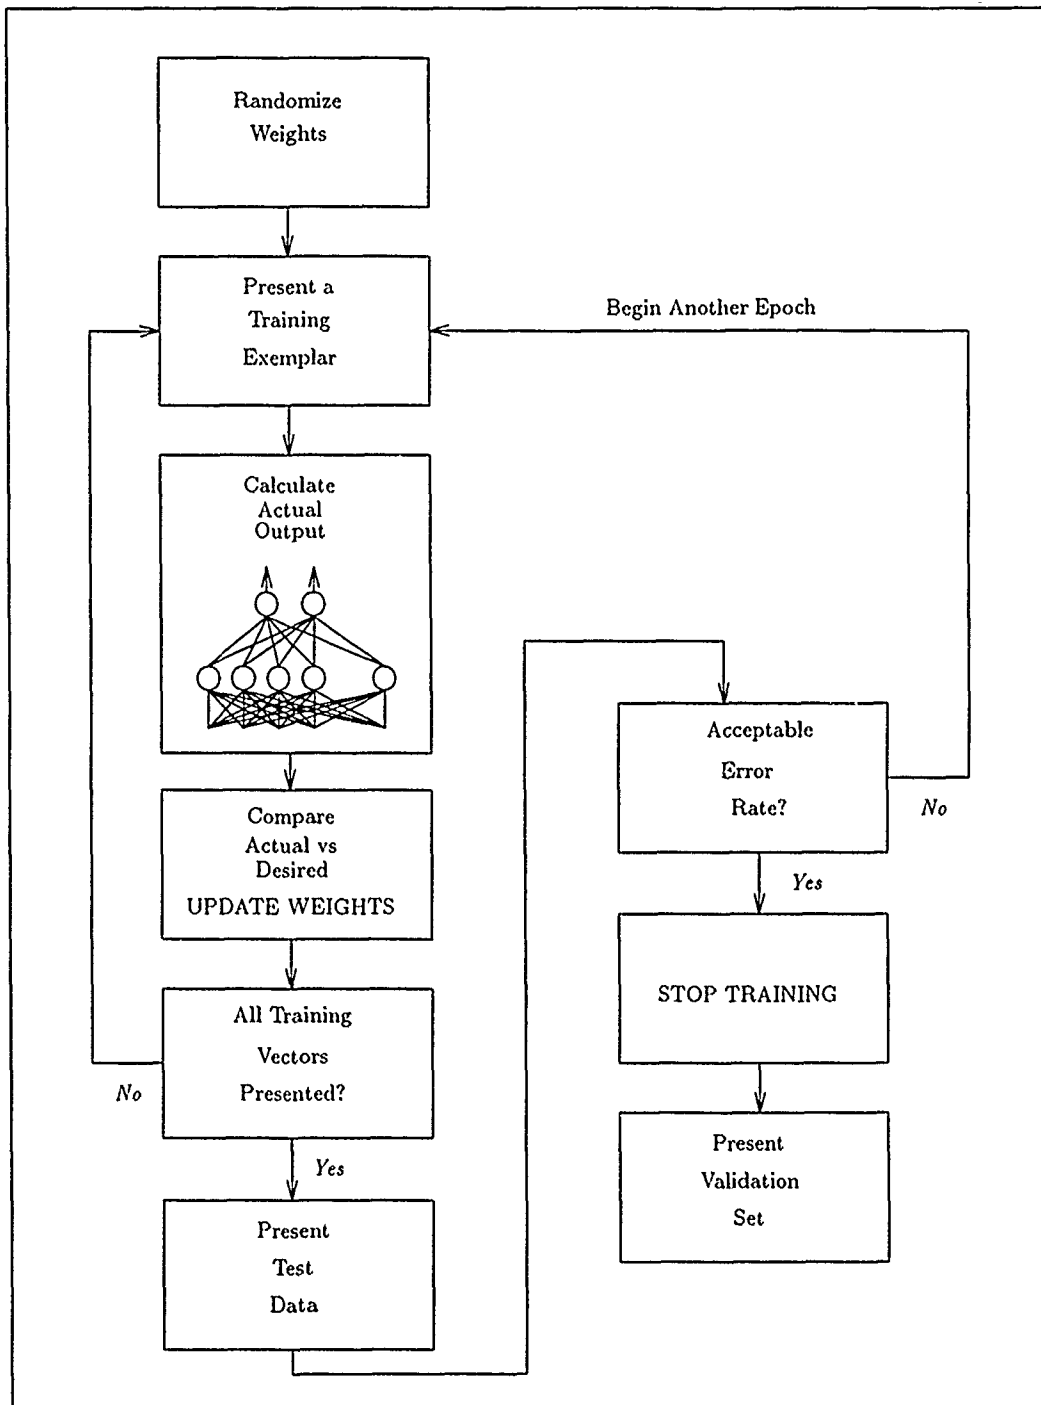 Randomize
Weights
Present a
Training
Exemplar
Begin Another Epoch
Calculate
Actual
Output
Compare
Actual vs
Desired
UPDATE WEIGHTS
All Training
Vectors
Presented?
No
Yes
Present
Test
Data
Acceptable
Error
Rate?
No
Yes
STOP TRAINING
Present
Validation
Set